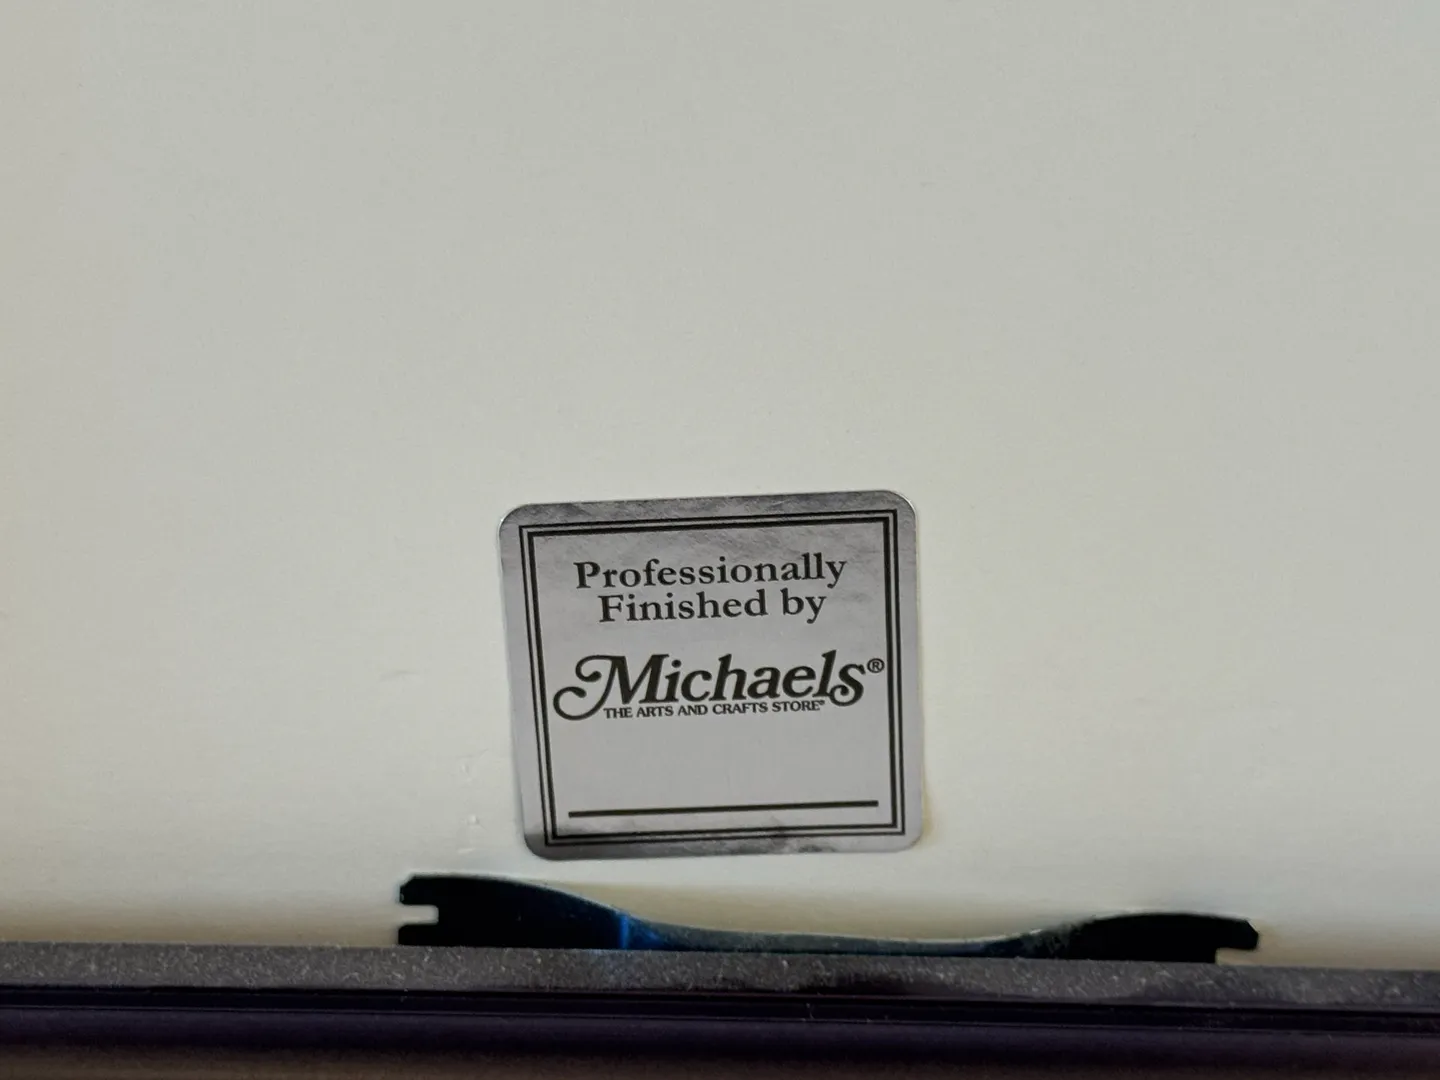 Professionally
Finished by
Michaels®
THE ARTS AND CRAFTS STORE®